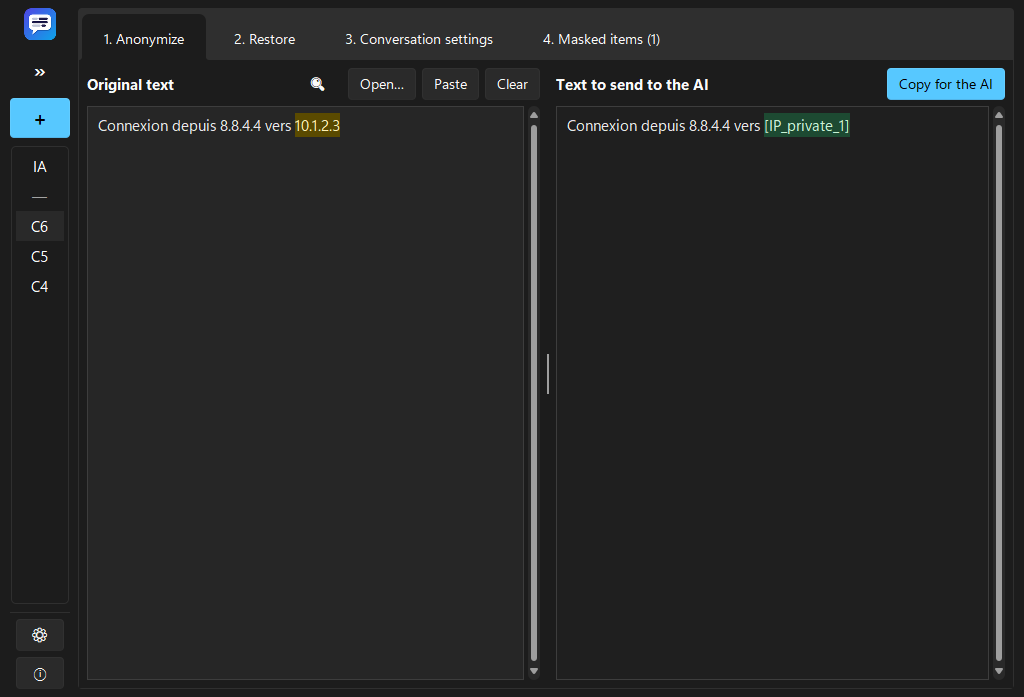 1. Anonymize
2. Restore
3. Conversation settings
4. Masked items (1)
»
+
IA
—
C6
C5
C4
Original text
Open...
Paste
Clear
Connexion depuis 8.8.4.4 vers 10.1.2.3
Text to send to the AI
Copy for the AI
Connexion depuis 8.8.4.4 vers [IP_private_1]